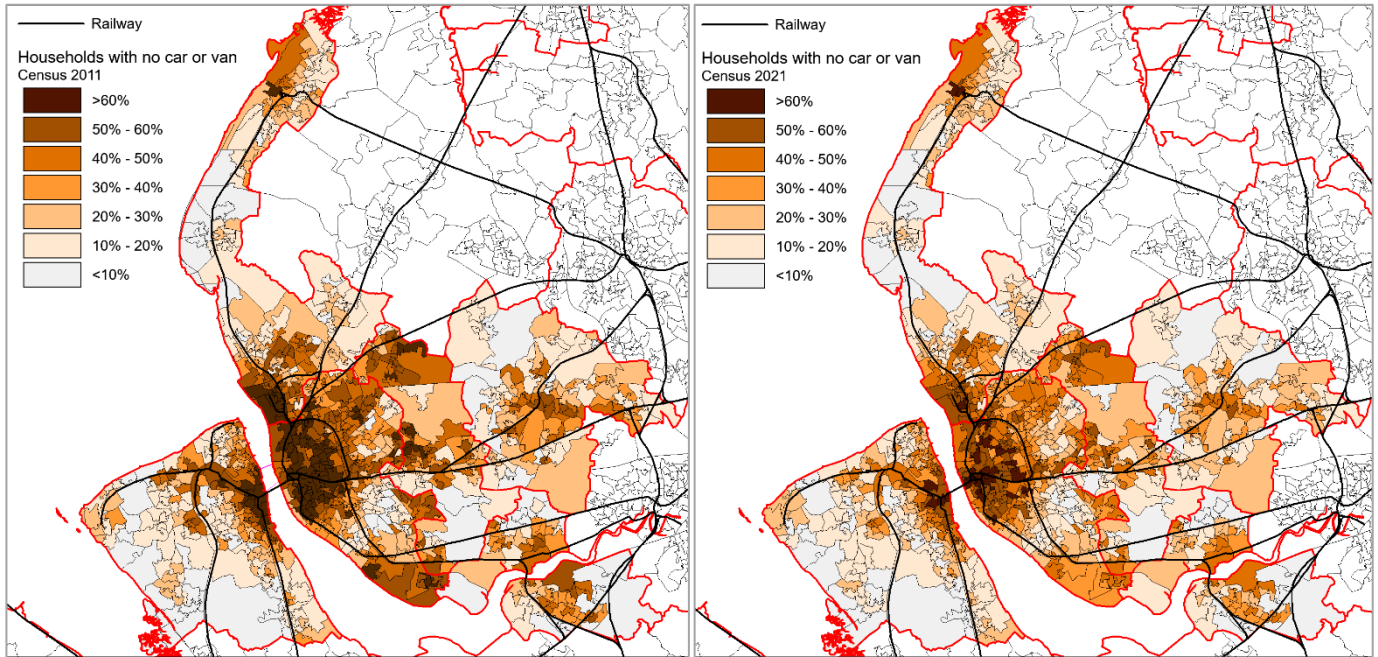 Railway
Households with no car or van
Census 2011
>60%
50% - 60%
40% - 50%
30% - 40%
20% - 30%
10% - 20%
<10%
Railway
Households with no car or van
Census 2021
>60%
50% - 60%
40% - 50%
30% - 40%
20% - 30%
10% - 20%
<10%